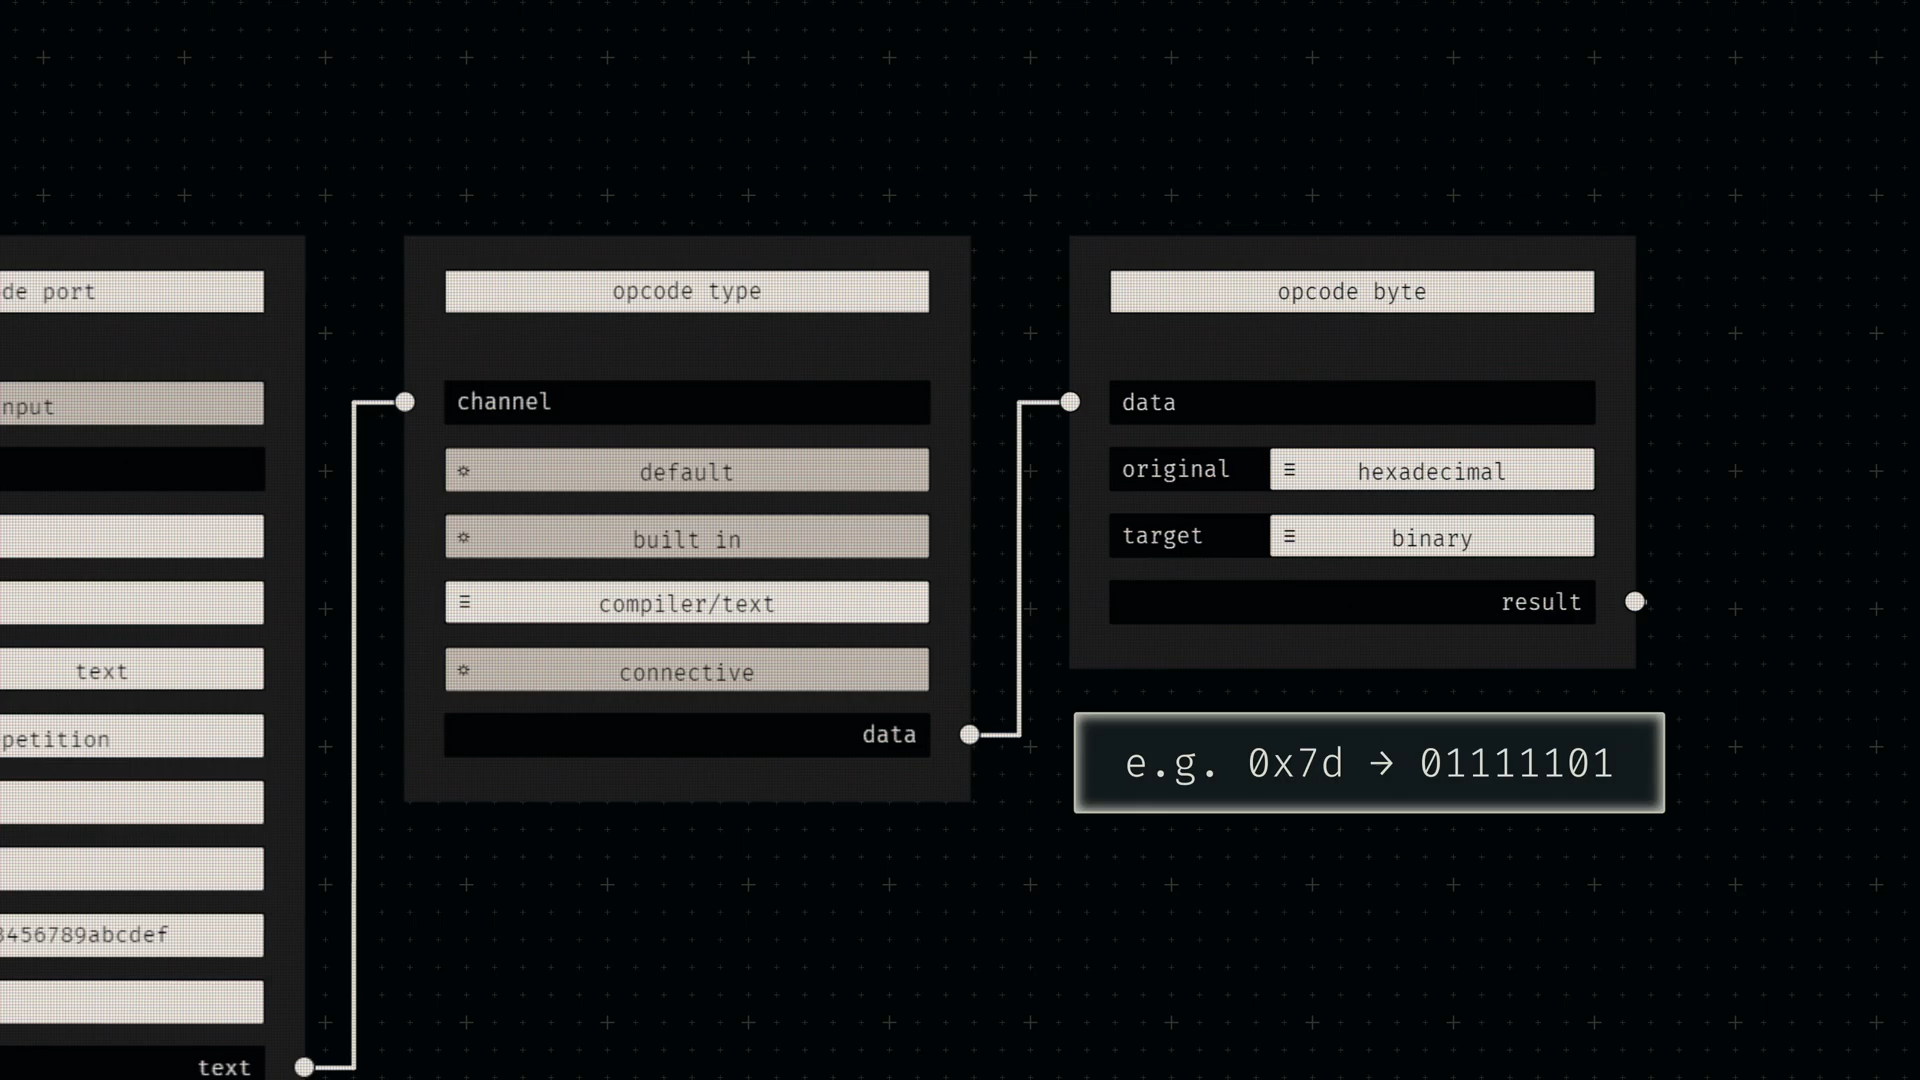 de port
nput
text
petition
3456789abcdef
text
opcode type
channel
default
built in
compiler/text
connective
data
opcode byte
data
original hexadecimal
target binary
result
e.g. 0x7d → 01111101